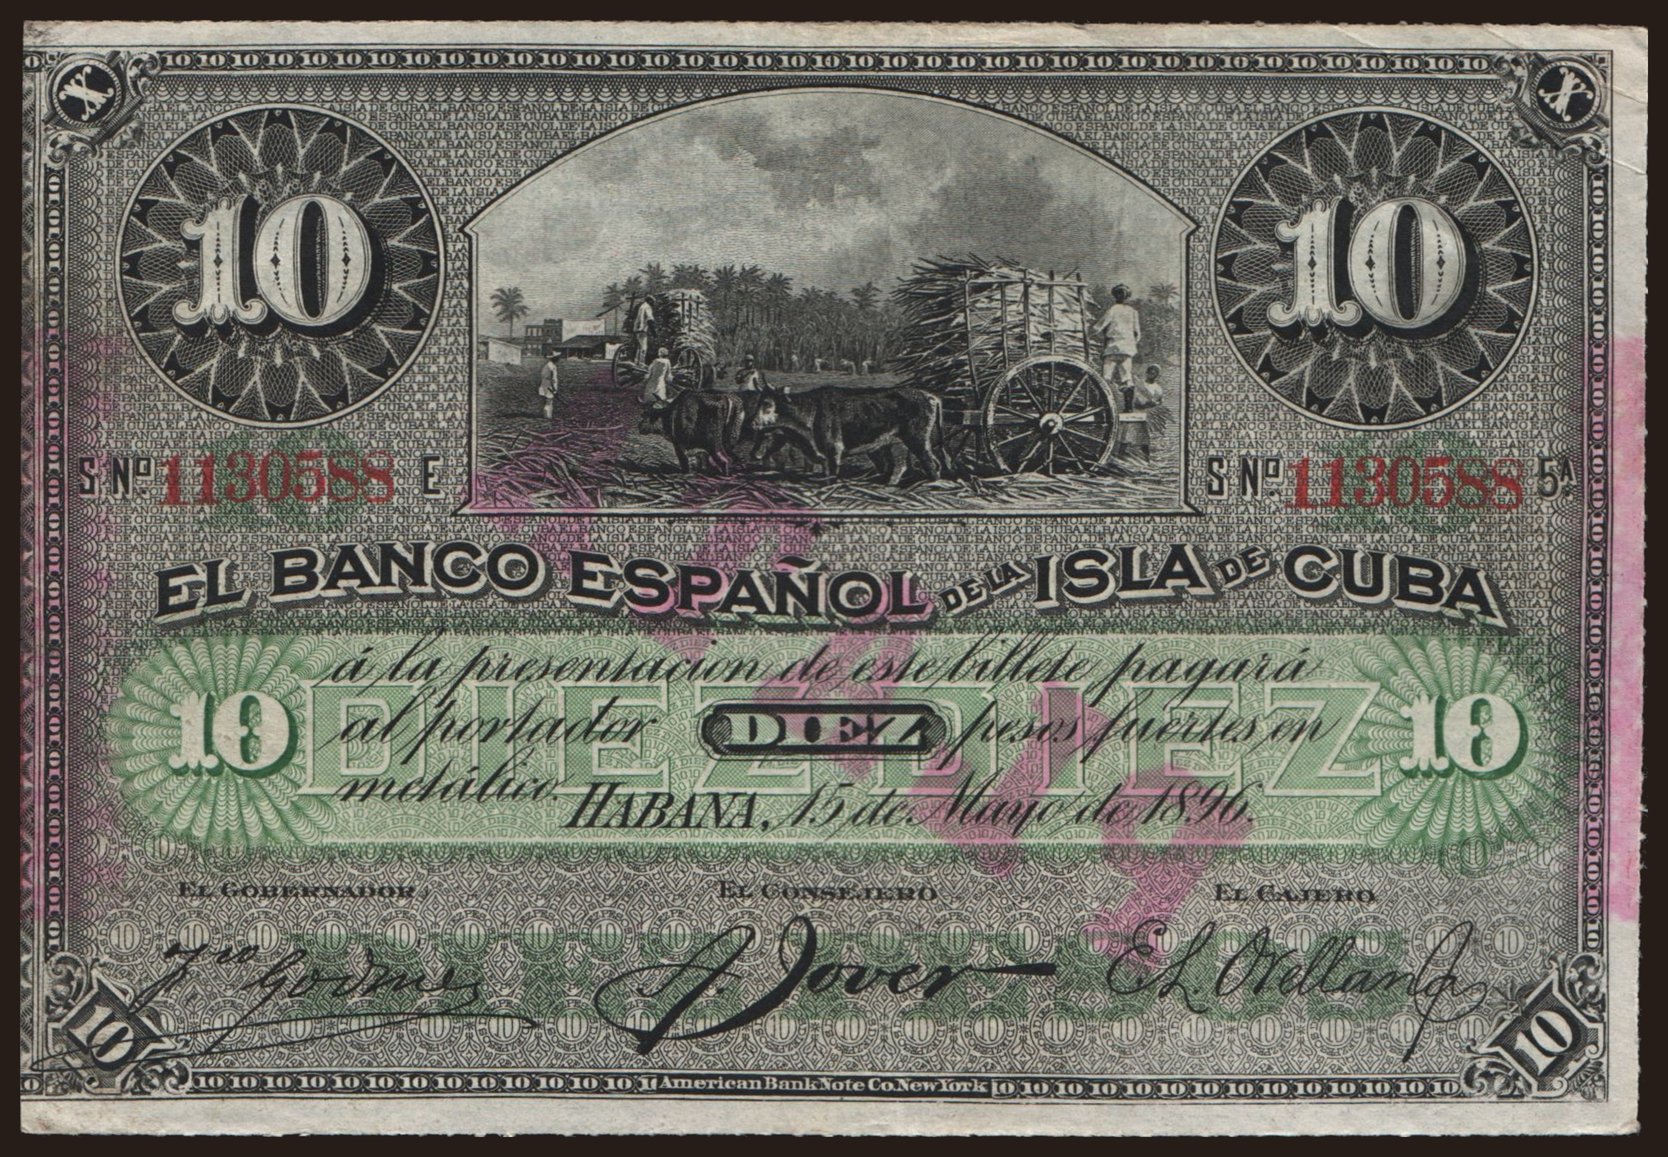 X X
10 10
S. Nº 1130588 E S. Nº 1130588 5ª
EL BANCO ESPAÑOL DE LA ISLA DE CUBA
á la presentacion de este billete pagará
10 al portador DIEZ pesos fuertes en 10
DIEZ DIEZ
metálico. HABANA, 15 de Mayo de 1896.
EL GOBERNADOR EL CONSEJERO EL CAJERO
10 10
American Bank Note Co. New York